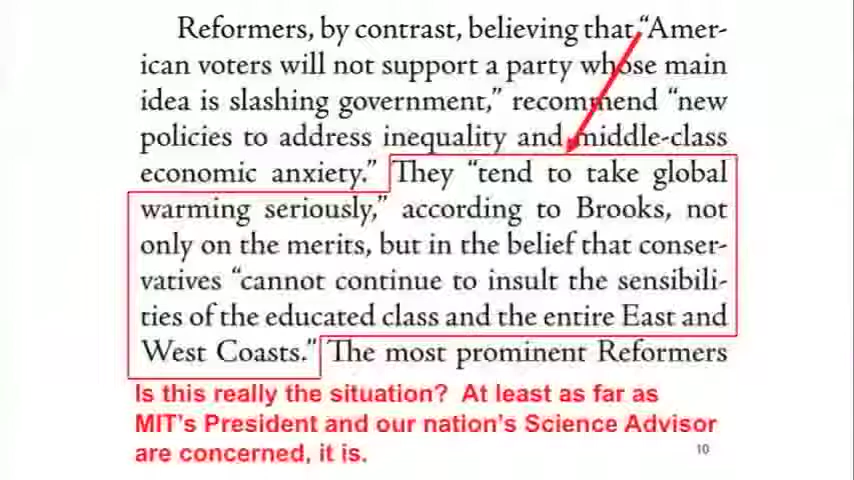 Reformers, by contrast, believing that “Amer-
ican voters will not support a party whose main
idea is slashing government,” recommend “new
policies to address inequality and middle-class
economic anxiety.” They “tend to take global
warming seriously,” according to Brooks, not
only on the merits, but in the belief that conser-
vatives “cannot continue to insult the sensibili-
ties of the educated class and the entire East and
West Coasts.” The most prominent Reformers
Is this really the situation? At least as far as
MIT's President and our nation's Science Advisor
are concerned, it is.
10